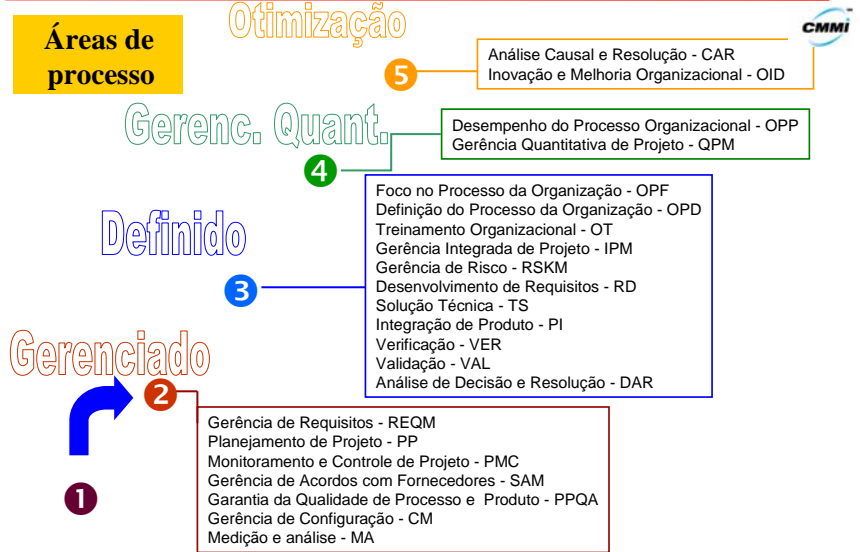 Otimização
CMMI
Áreas de
processo
5
Análise Causal e Resolução - CAR
Inovação e Melhoria Organizacional - OID
Gerenc. Quant.
4
Desempenho do Processo Organizacional - OPP
Gerência Quantitativa de Projeto - QPM
Definido
3
Foco no Processo da Organização - OPF
Definição do Processo da Organização - OPD
Treinamento Organizacional - OT
Gerência Integrada de Projeto - IPM
Gerência de Risco - RSKM
Desenvolvimento de Requisitos - RD
Solução Técnica - TS
Integração de Produto - PI
Verificação - VER
Validação - VAL
Análise de Decisão e Resolução - DAR
Gerenciado
2
Gerência de Requisitos - REQM
Planejamento de Projeto - PP
Monitoramento e Controle de Projeto - PMC
Gerência de Acordos com Fornecedores - SAM
Garantia da Qualidade de Processo e  Produto - PPQA
Gerência de Configuração - CM
Medição e análise - MA
1